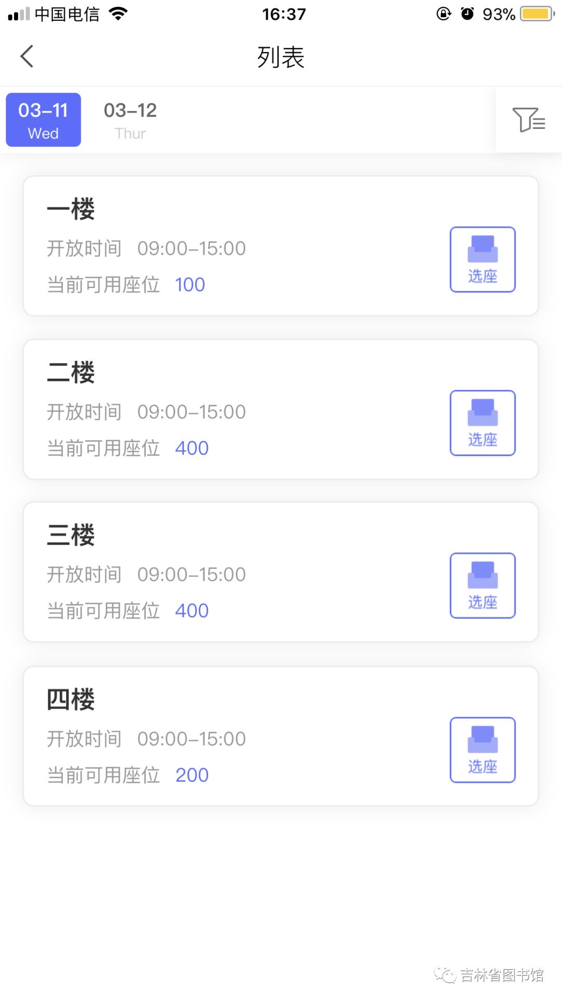 中国电信 16:37 93%
列表
03-11 03-12
Wed Thur
一楼
开放时间 09:00-15:00
当前可用座位 100
选座
二楼
开放时间 09:00-15:00
当前可用座位 400
选座
三楼
开放时间 09:00-15:00
当前可用座位 400
选座
四楼
开放时间 09:00-15:00
当前可用座位 200
选座
吉林省图书馆